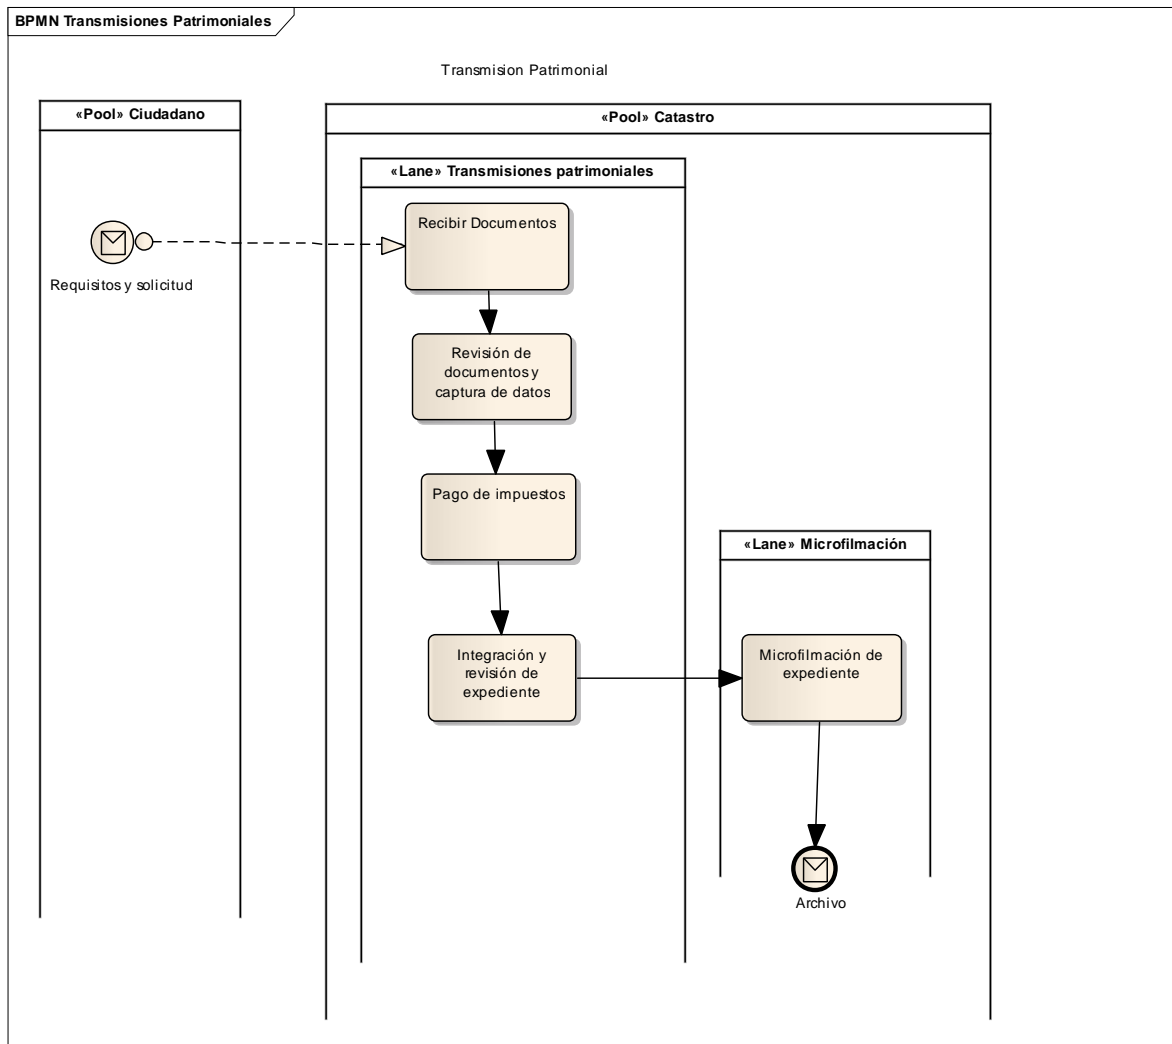 BPMN Transmisiones Patrimoniales
Transmision Patrimonial
«Pool» Ciudadano
«Pool» Catastro
«Lane» Transmisiones patrimoniales
Recibir Documentos
Requisitos y solicitud
Revisión de
documentos y
captura de datos
Pago de impuestos
«Lane» Microfilmación
Integración y
revisión de
expediente
Microfilmación de
expediente
Archivo